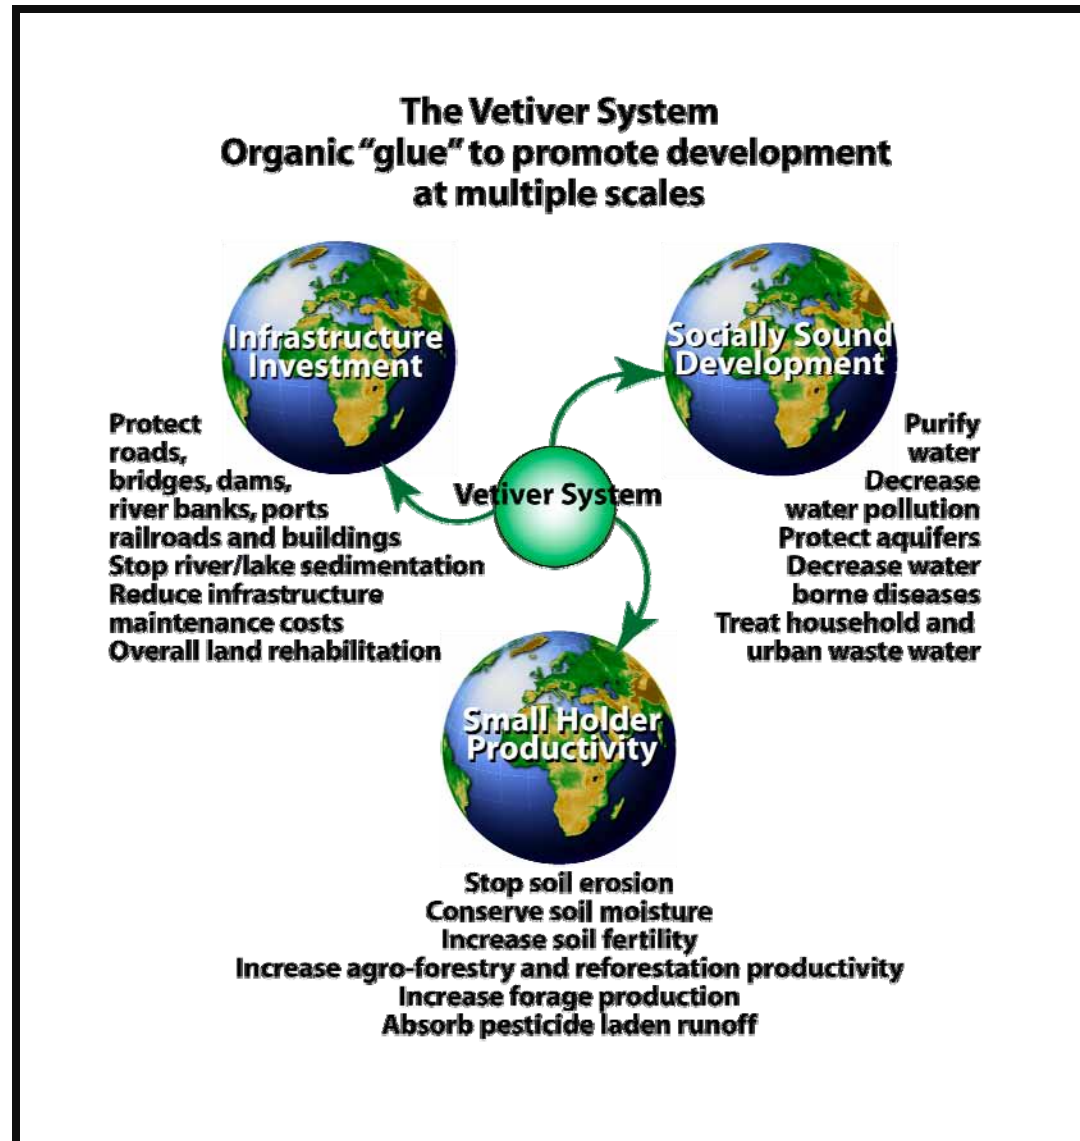 The Vetiver System
Organic “glue” to promote development
at multiple scales
Infrastructure
Investment
Protect
roads,
bridges, dams,
river banks, ports
railroads and buildings
Stop river/lake sedimentation
Reduce infrastructure
maintenance costs
Overall land rehabilitation
Socially Sound
Development
Purify
water
Decrease
water pollution
Protect aquifers
Decrease water
borne diseases
Treat household and
urban waste water
Vetiver System
Small Holder
Productivity
Stop soil erosion
Conserve soil moisture
Increase soil fertility
Increase agro-forestry and reforestation productivity
Increase forage production
Absorb pesticide laden runoff